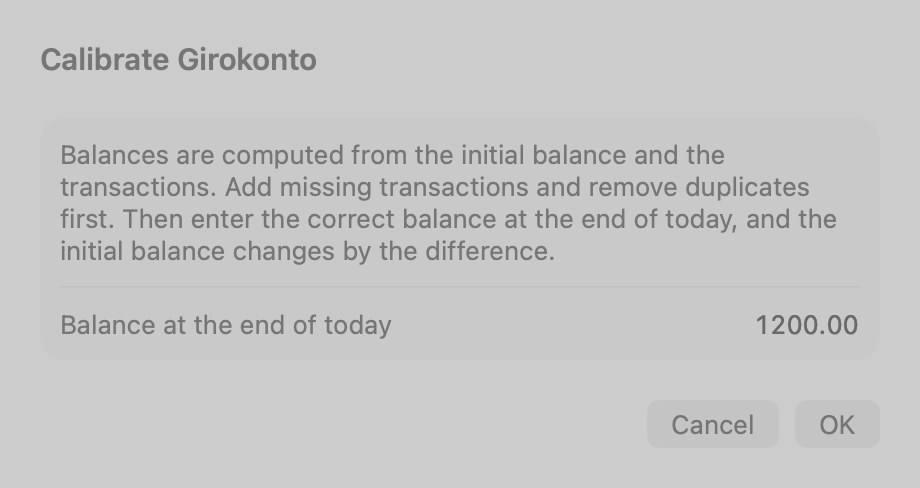 Calibrate Girokonto
Balances are computed from the initial balance and the
transactions. Add missing transactions and remove duplicates
first. Then enter the correct balance at the end of today, and the
initial balance changes by the difference.
Balance at the end of today 1200.00
Cancel OK